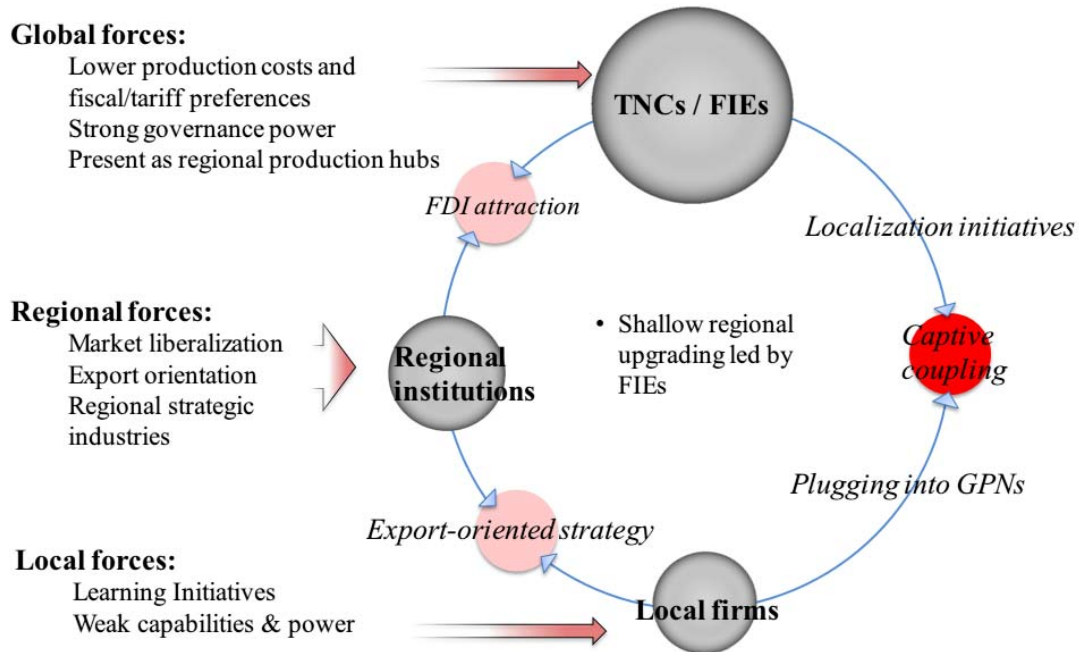 Global forces:
Lower production costs and
fiscal/tariff preferences
Strong governance power
Present as regional production hubs
TNCs / FIEs
FDI attraction
Localization initiatives
Regional forces:
Market liberalization
Export orientation
Regional strategic
industries
Regional
institutions
• Shallow regional
upgrading led by
FIEs
Captive
coupling
Plugging into GPNs
Export-oriented strategy
Local forces:
Learning Initiatives
Weak capabilities & power
Local firms